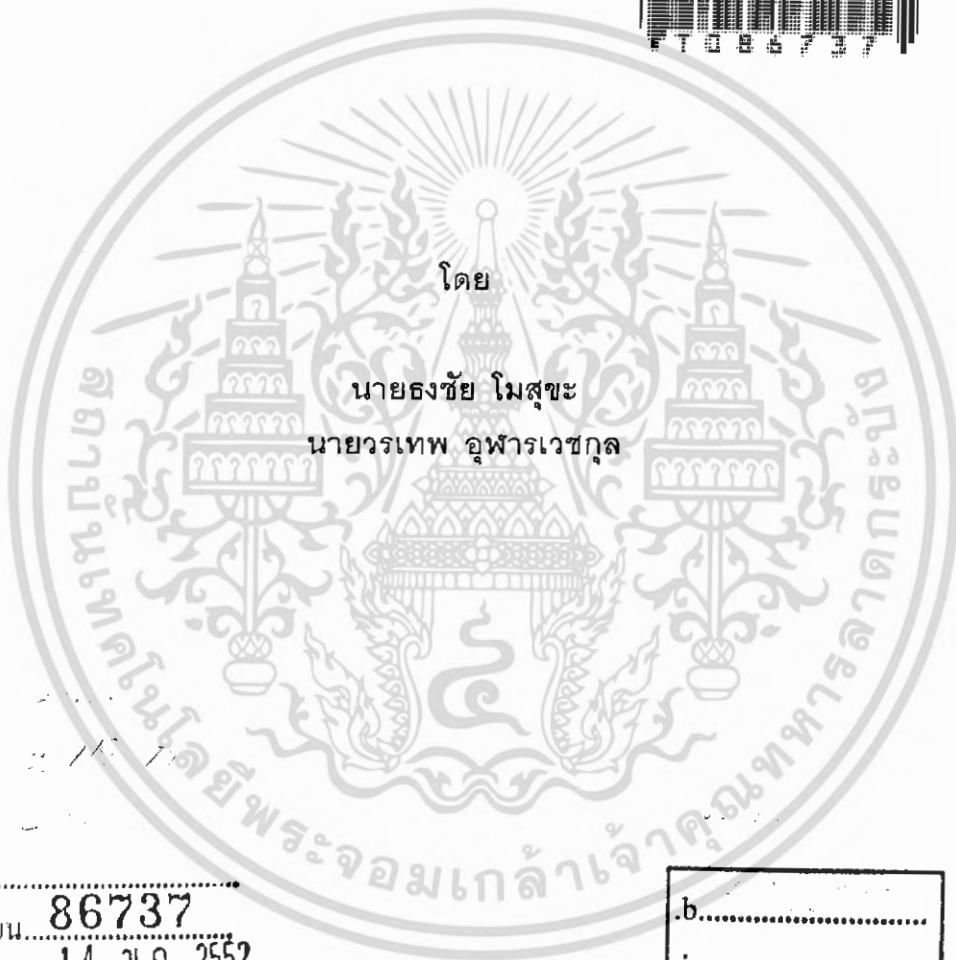 FT086737
โดย
นายธงชัย โมสุขะ
นายวรเทพ อุฬารเวชกุล
สถาบันเทคโนโลยีพระจอมเกล้าเจ้าคุณทหารลาดกระบัง
86737
14 2552
.b